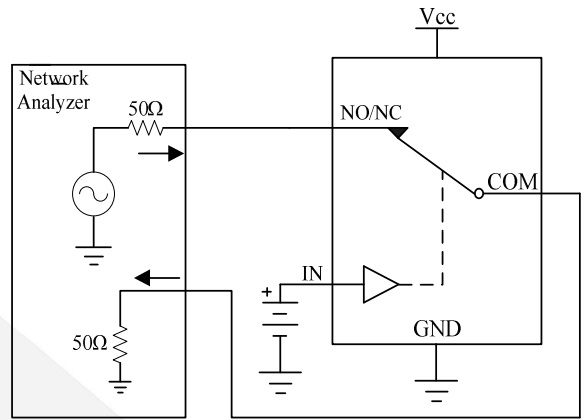 Vcc
Network
Analyzer
50Ω
NO/NC
COM
IN
+
50Ω
GND